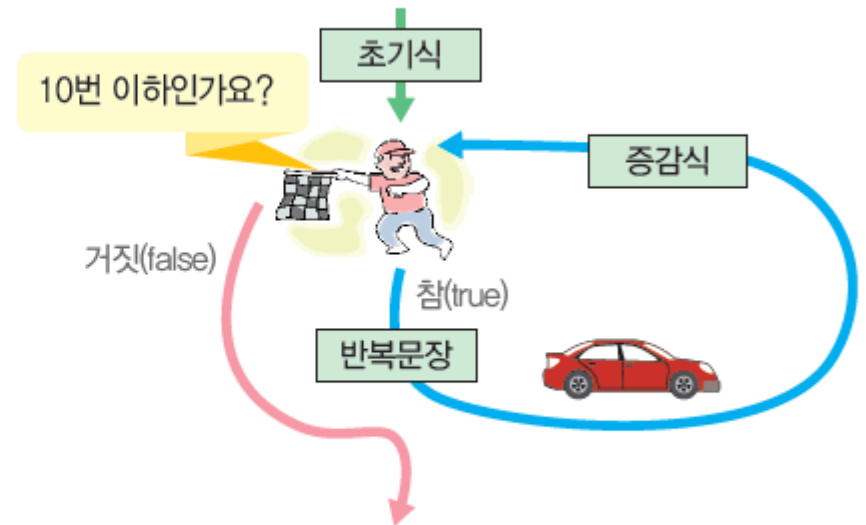 초기식
10번 이하인가요?
증감식
거짓(false)
참(true)
반복문장